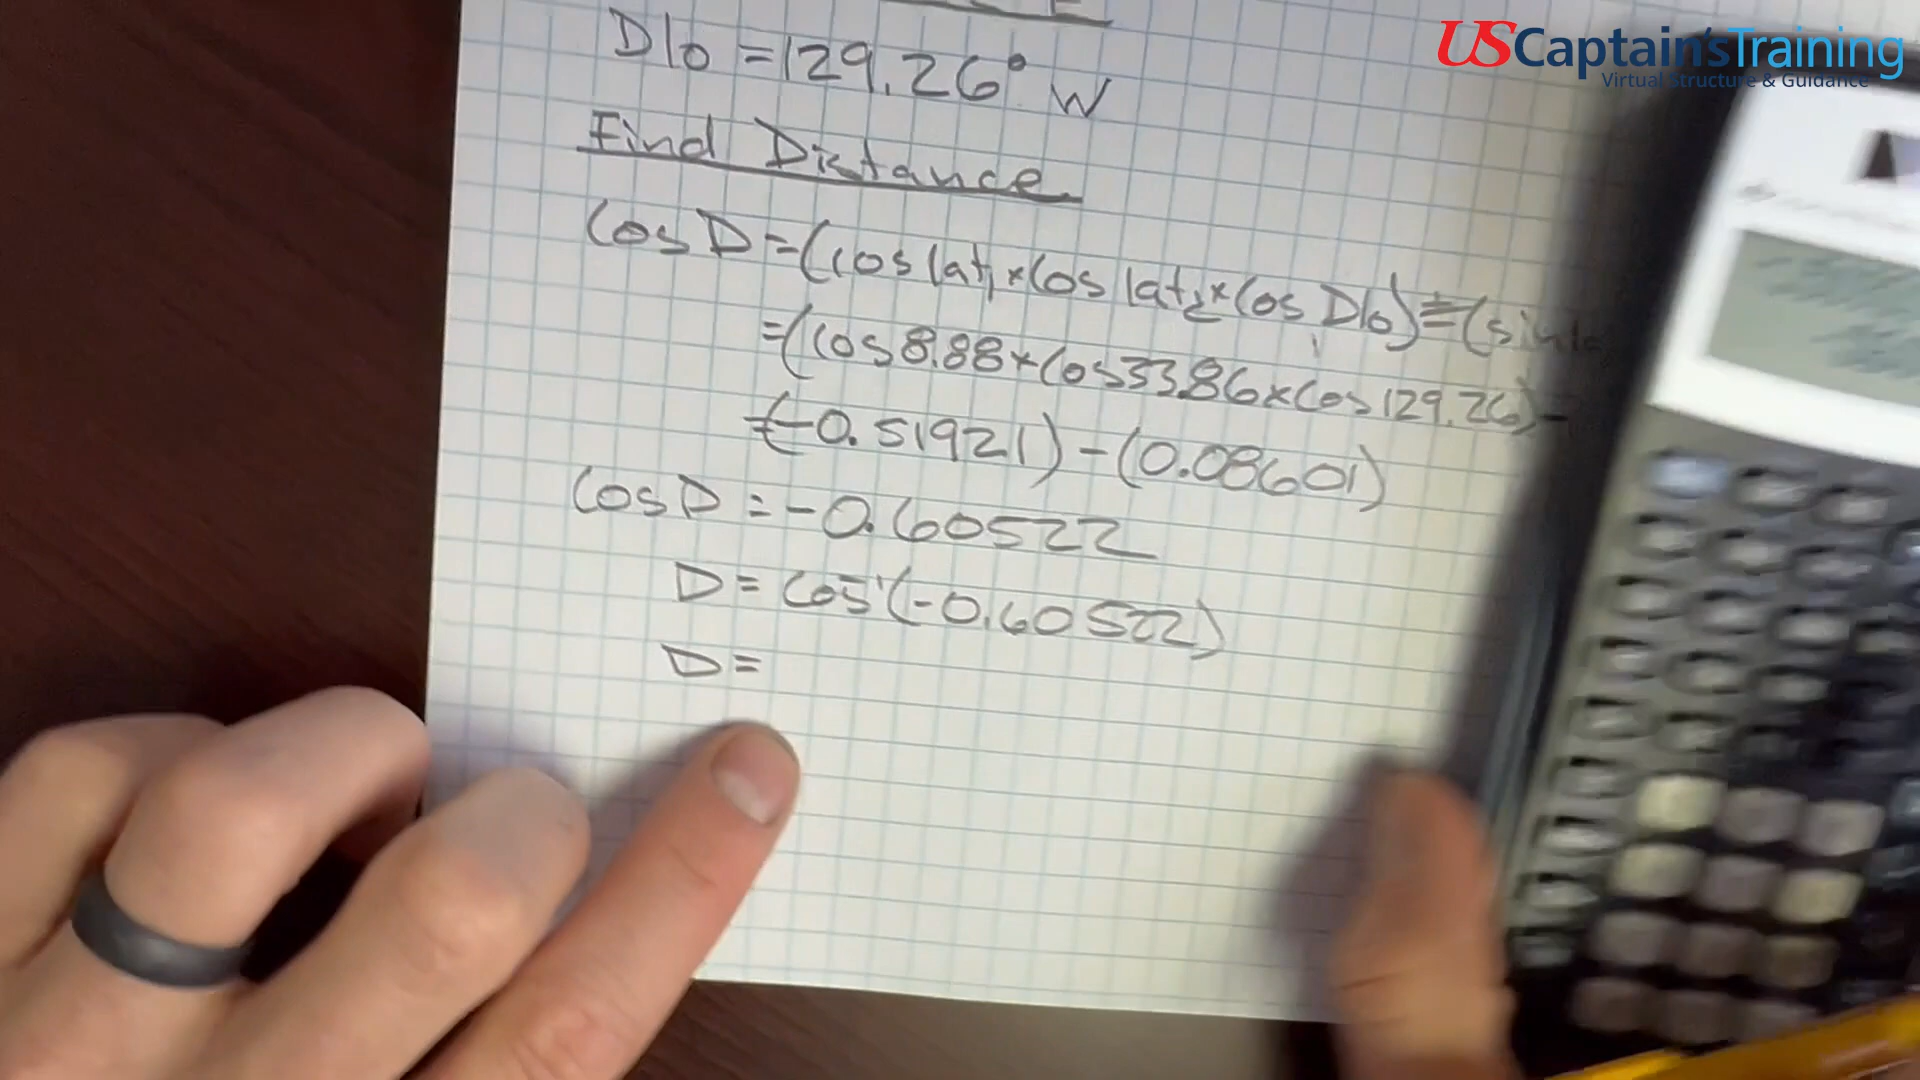 USCaptain'sTraining
Virtual Structure & Guidance
Dlo = 129.26° W
Find Distance
Cos D = (cos lat₁ × cos lat₂ × cos Dlo) ± (sin
= (cos 8.88 × cos 33.86 × cos 129.26) -
= (-0.51921) - (0.08601)
Cos D = -0.60522
D = cos⁻¹(-0.60522)
D =